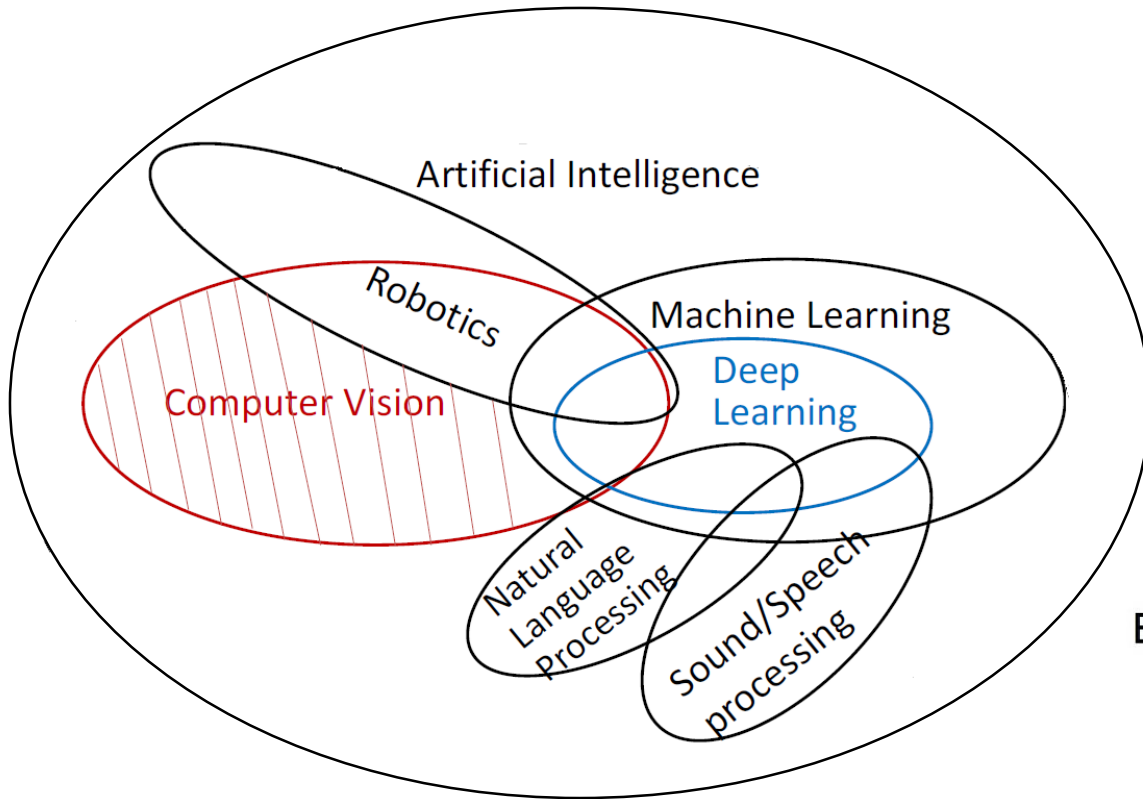 Artificial Intelligence
Robotics
Machine Learning
Computer Vision
Deep
Learning
Natural
Language
Processing
Sound/Speech
processing